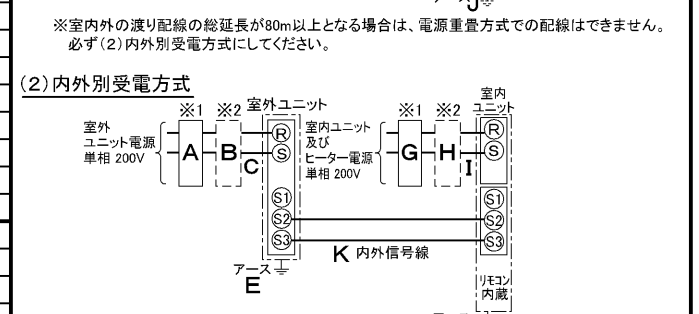 ※室内外の渡り配線の総延長が80m以上となる場合は、電源重畳方式での配線はできません。
必ず(2)内外別受電方式にしてください。
(2)内外別受電方式
※1 ※2 室外ユニット
室外
ユニット電源
単相 200V
A B C
R
S
S1
S2
S3
アース
E
※1 ※2 室内
ユニット
室内ユニット
及び
ヒーター電源
単相 200V
G H I
R
S
S1
S2
S3
K 内外信号線
リモコン
内蔵